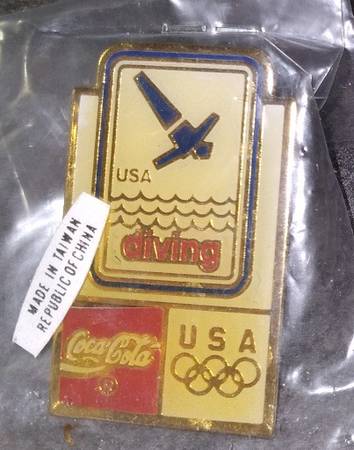 USA
diving
MADE IN TAIWAN
REPUBLIC OF CHINA
Coca-Cola
®
USA